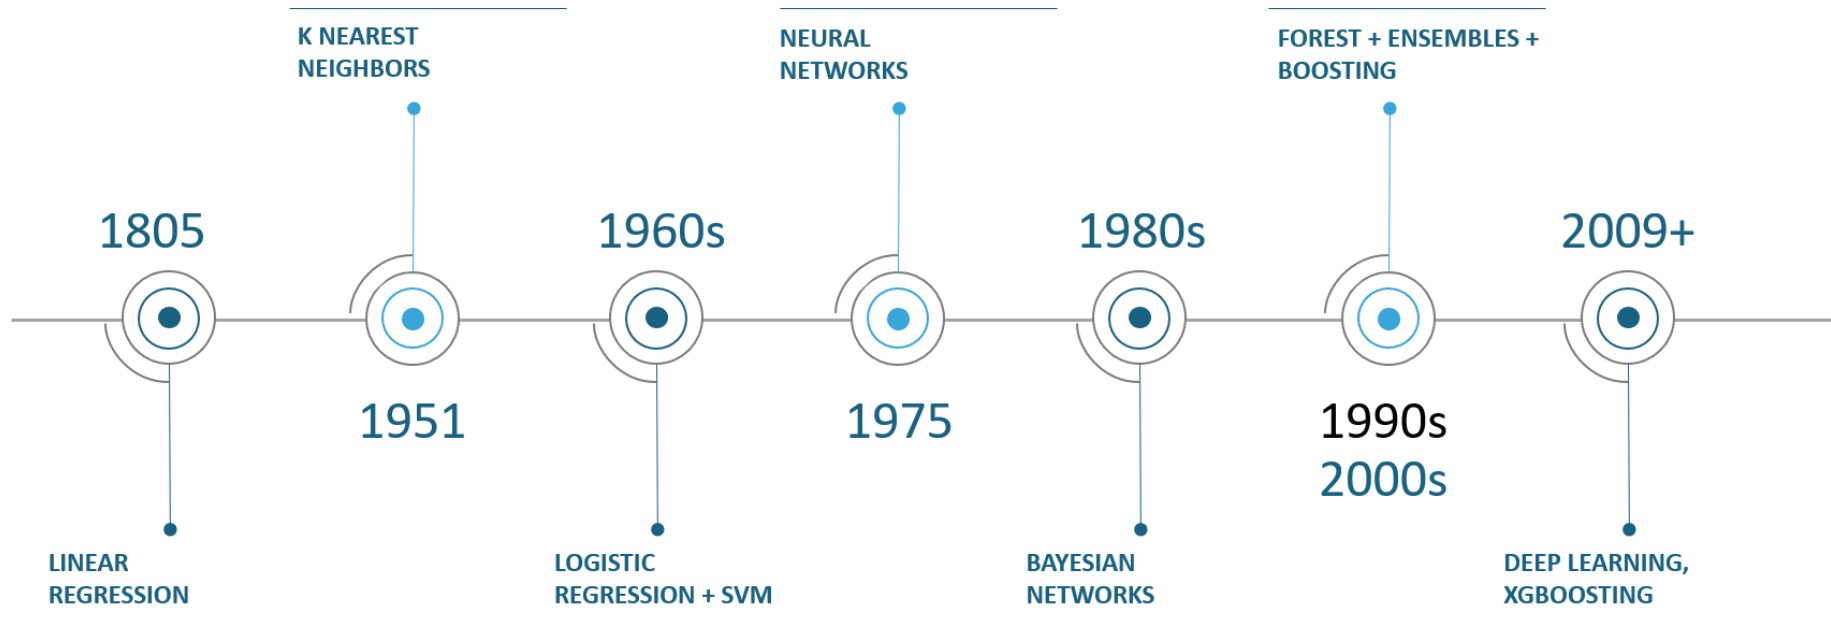 K NEAREST
NEIGHBORS
NEURAL
NETWORKS
FOREST + ENSEMBLES +
BOOSTING
1805
1960s
1980s
2009+
1951
1975
1990s
2000s
LINEAR
REGRESSION
LOGISTIC
REGRESSION + SVM
BAYESIAN
NETWORKS
DEEP LEARNING,
XGBOOSTING